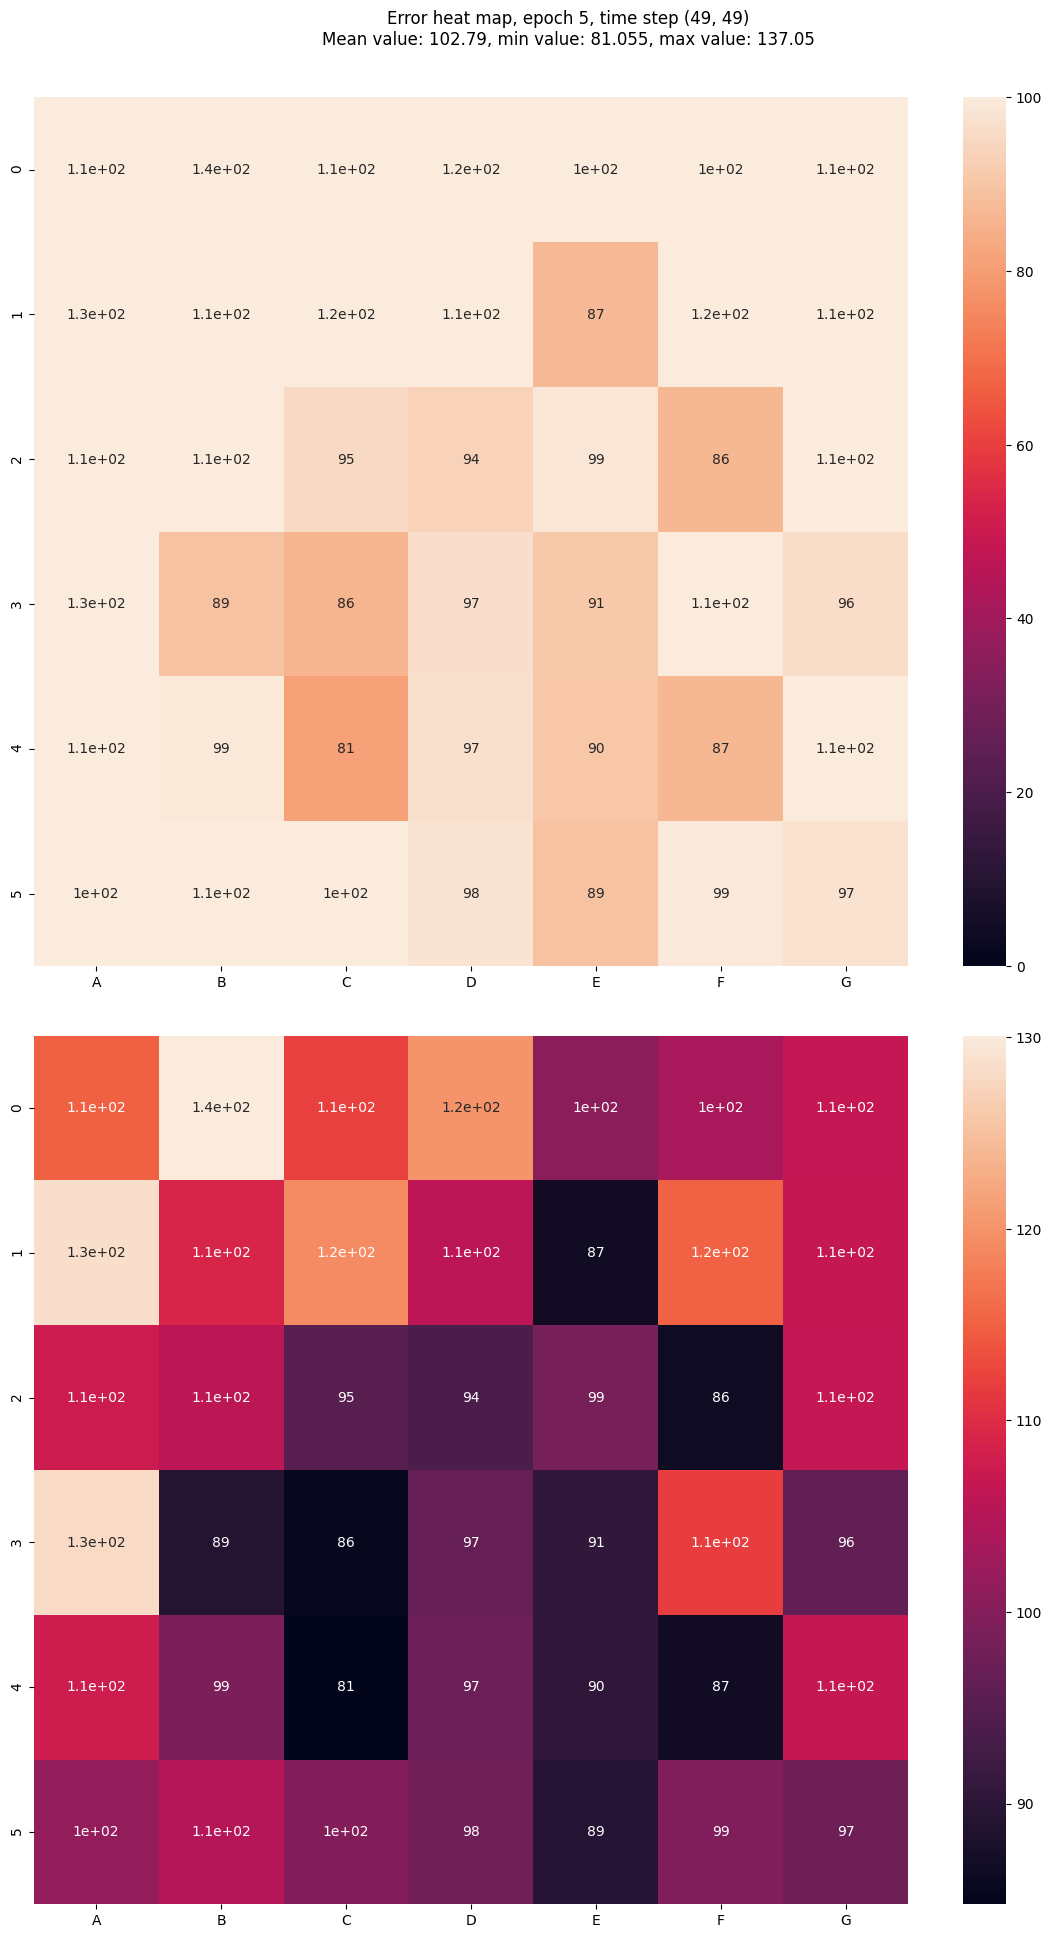 Error heat map, epoch 5, time step (49, 49)
Mean value: 102.79, min value: 81.055, max value: 137.05
100
0 1.1e+02 1.4e+02 1.1e+02 1.2e+02 1e+02 1e+02 1.1e+02
80
1 1.3e+02 1.1e+02 1.2e+02 1.1e+02 87 1.2e+02 1.1e+02
2 1.1e+02 1.1e+02 95 94 99 86 1.1e+02
60
3 1.3e+02 89 86 97 91 1.1e+02 96
40
4 1.1e+02 99 81 97 90 87 1.1e+02
20
5 1e+02 1.1e+02 1e+02 98 89 99 97
0
A B C D E F G
130
0 1.1e+02 1.4e+02 1.1e+02 1.2e+02 1e+02 1e+02 1.1e+02
120
1 1.3e+02 1.1e+02 1.2e+02 1.1e+02 87 1.2e+02 1.1e+02
2 1.1e+02 1.1e+02 95 94 99 86 1.1e+02
110
3 1.3e+02 89 86 97 91 1.1e+02 96
100
4 1.1e+02 99 81 97 90 87 1.1e+02
90
5 1e+02 1.1e+02 1e+02 98 89 99 97
A B C D E F G